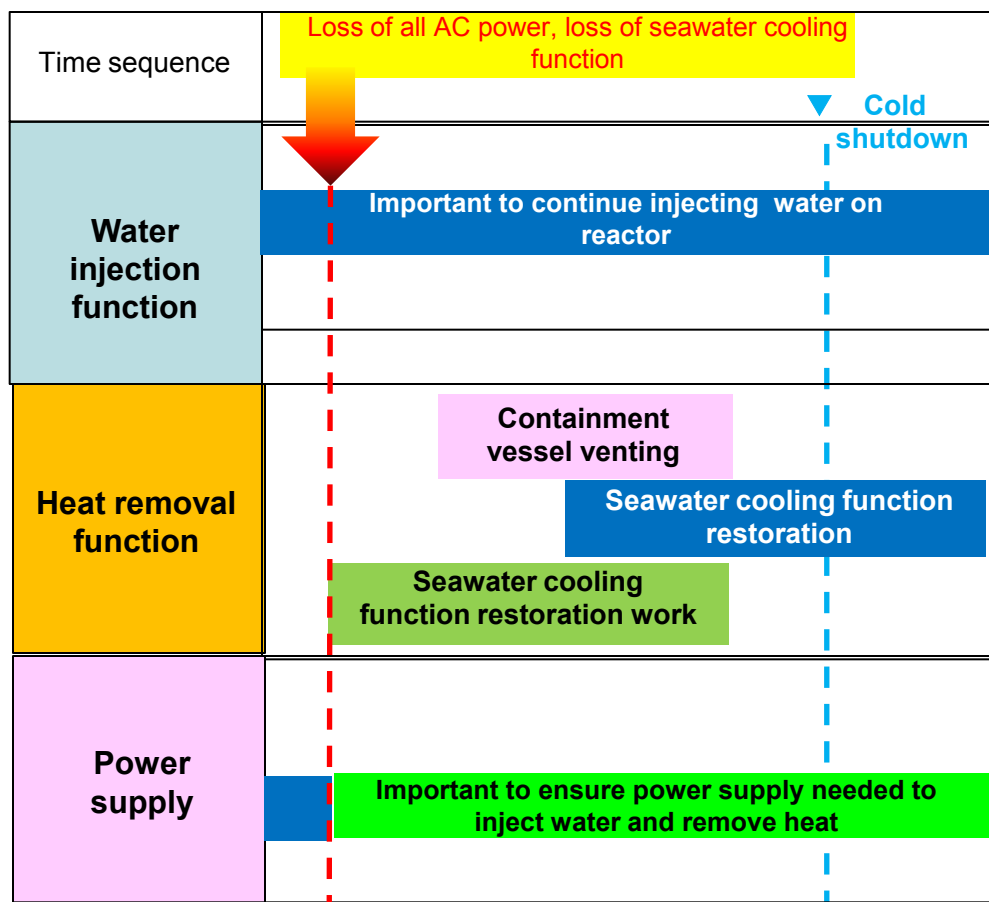 Time sequence
Loss of all AC power, loss of seawater cooling
function
Cold
shutdown
Water
injection
function
Important to continue injecting water on
reactor
Heat removal
function
Containment
vessel venting
Seawater cooling function
restoration
Seawater cooling
function restoration work
Power
supply
Important to ensure power supply needed to
inject water and remove heat